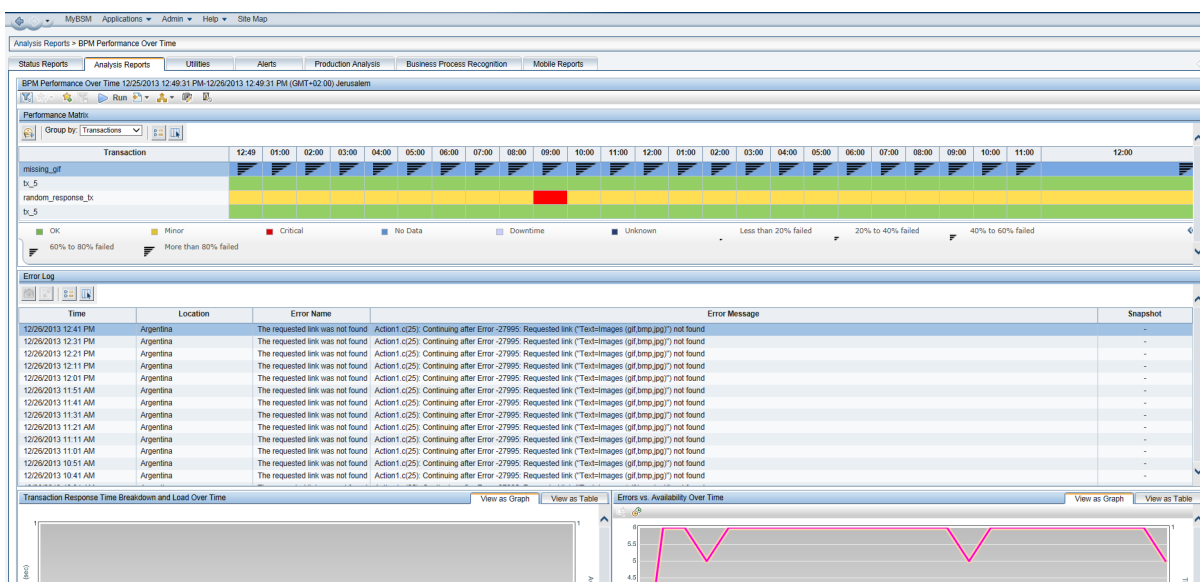 MyBSM Applications Admin Help Site Map
Analysis Reports > BPM Performance Over Time
Status Reports Analysis Reports Utilities Alerts Production Analysis Business Process Recognition Mobile Reports
BPM Performance Over Time 12/25/2013 12:49:31 PM-12/26/2013 12:49:31 PM (GMT+02:00) Jerusalem
Run
Performance Matrix
Group by: Transactions
Transaction 12:49 01:00 02:00 03:00 04:00 05:00 06:00 07:00 08:00 09:00 10:00 11:00 12:00 01:00 02:00 03:00 04:00 05:00 06:00 07:00 08:00 09:00 10:00 11:00 12:00
missing_gif
tx_5
random_response_tx
tx_5
OK Minor Critical No Data Downtime Unknown Less than 20% failed 20% to 40% failed 40% to 60% failed
60% to 80% failed More than 80% failed
Error Log
Time Location Error Name Error Message Snapshot
12/26/2013 12:41 PM Argentina The requested link was not found Action1.c(25): Continuing after Error -27995: Requested link ("Text=Images (gif,bmp,jpg)") not found -
12/26/2013 12:31 PM Argentina The requested link was not found Action1.c(25): Continuing after Error -27995: Requested link ("Text=Images (gif,bmp,jpg)") not found -
12/26/2013 12:21 PM Argentina The requested link was not found Action1.c(25): Continuing after Error -27995: Requested link ("Text=Images (gif,bmp,jpg)") not found -
12/26/2013 12:11 PM Argentina The requested link was not found Action1.c(25): Continuing after Error -27995: Requested link ("Text=Images (gif,bmp,jpg)") not found -
12/26/2013 12:01 PM Argentina The requested link was not found Action1.c(25): Continuing after Error -27995: Requested link ("Text=Images (gif,bmp,jpg)") not found -
12/26/2013 11:51 AM Argentina The requested link was not found Action1.c(25): Continuing after Error -27995: Requested link ("Text=Images (gif,bmp,jpg)") not found -
12/26/2013 11:41 AM Argentina The requested link was not found Action1.c(25): Continuing after Error -27995: Requested link ("Text=Images (gif,bmp,jpg)") not found -
12/26/2013 11:31 AM Argentina The requested link was not found Action1.c(25): Continuing after Error -27995: Requested link ("Text=Images (gif,bmp,jpg)") not found -
12/26/2013 11:21 AM Argentina The requested link was not found Action1.c(25): Continuing after Error -27995: Requested link ("Text=Images (gif,bmp,jpg)") not found -
12/26/2013 11:11 AM Argentina The requested link was not found Action1.c(25): Continuing after Error -27995: Requested link ("Text=Images (gif,bmp,jpg)") not found -
12/26/2013 11:01 AM Argentina The requested link was not found Action1.c(25): Continuing after Error -27995: Requested link ("Text=Images (gif,bmp,jpg)") not found -
12/26/2013 10:51 AM Argentina The requested link was not found Action1.c(25): Continuing after Error -27995: Requested link ("Text=Images (gif,bmp,jpg)") not found -
12/26/2013 10:41 AM Argentina The requested link was not found Action1.c(25): Continuing after Error -27995: Requested link ("Text=Images (gif,bmp,jpg)") not found -
Transaction Response Time Breakdown and Load Over Time View as Graph View as Table
1 1
(sec)
Errors vs. Availability Over Time View as Graph View as Table
6 1
5.5
5
4.5